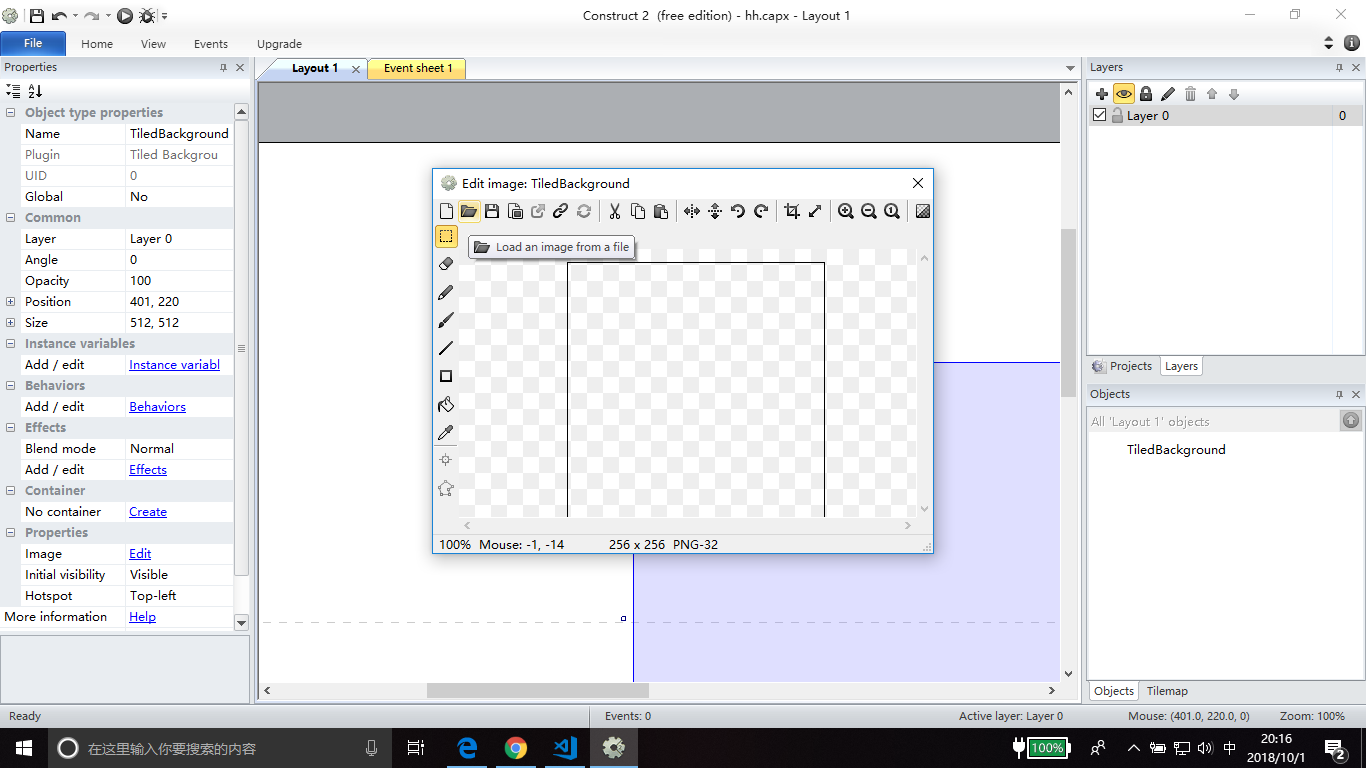 Construct 2 (free edition) - hh.capx - Layout 1
File Home View Events Upgrade
Properties
Object type properties
Name TiledBackground
Plugin Tiled Backgrou
UID 0
Global No
Common
Layer Layer 0
Angle 0
Opacity 100
Position 401, 220
Size 512, 512
Instance variables
Add / edit Instance variabl
Behaviors
Add / edit Behaviors
Effects
Blend mode Normal
Add / edit Effects
Container
No container Create
Properties
Image Edit
Initial visibility Visible
Hotspot Top-left
More information Help
Layout 1 Event sheet 1
Edit image: TiledBackground
Load an image from a file
100% Mouse: -1, -14 256 x 256 PNG-32
Layers
Layer 0 0
Projects Layers
Objects
All 'Layout 1' objects
TiledBackground
Objects Tilemap
Ready Events: 0 Active layer: Layer 0 Mouse: (401.0, 220.0, 0) Zoom: 100%
在这里输入你要搜索的内容
100%
中
20:16
2018/10/1
2